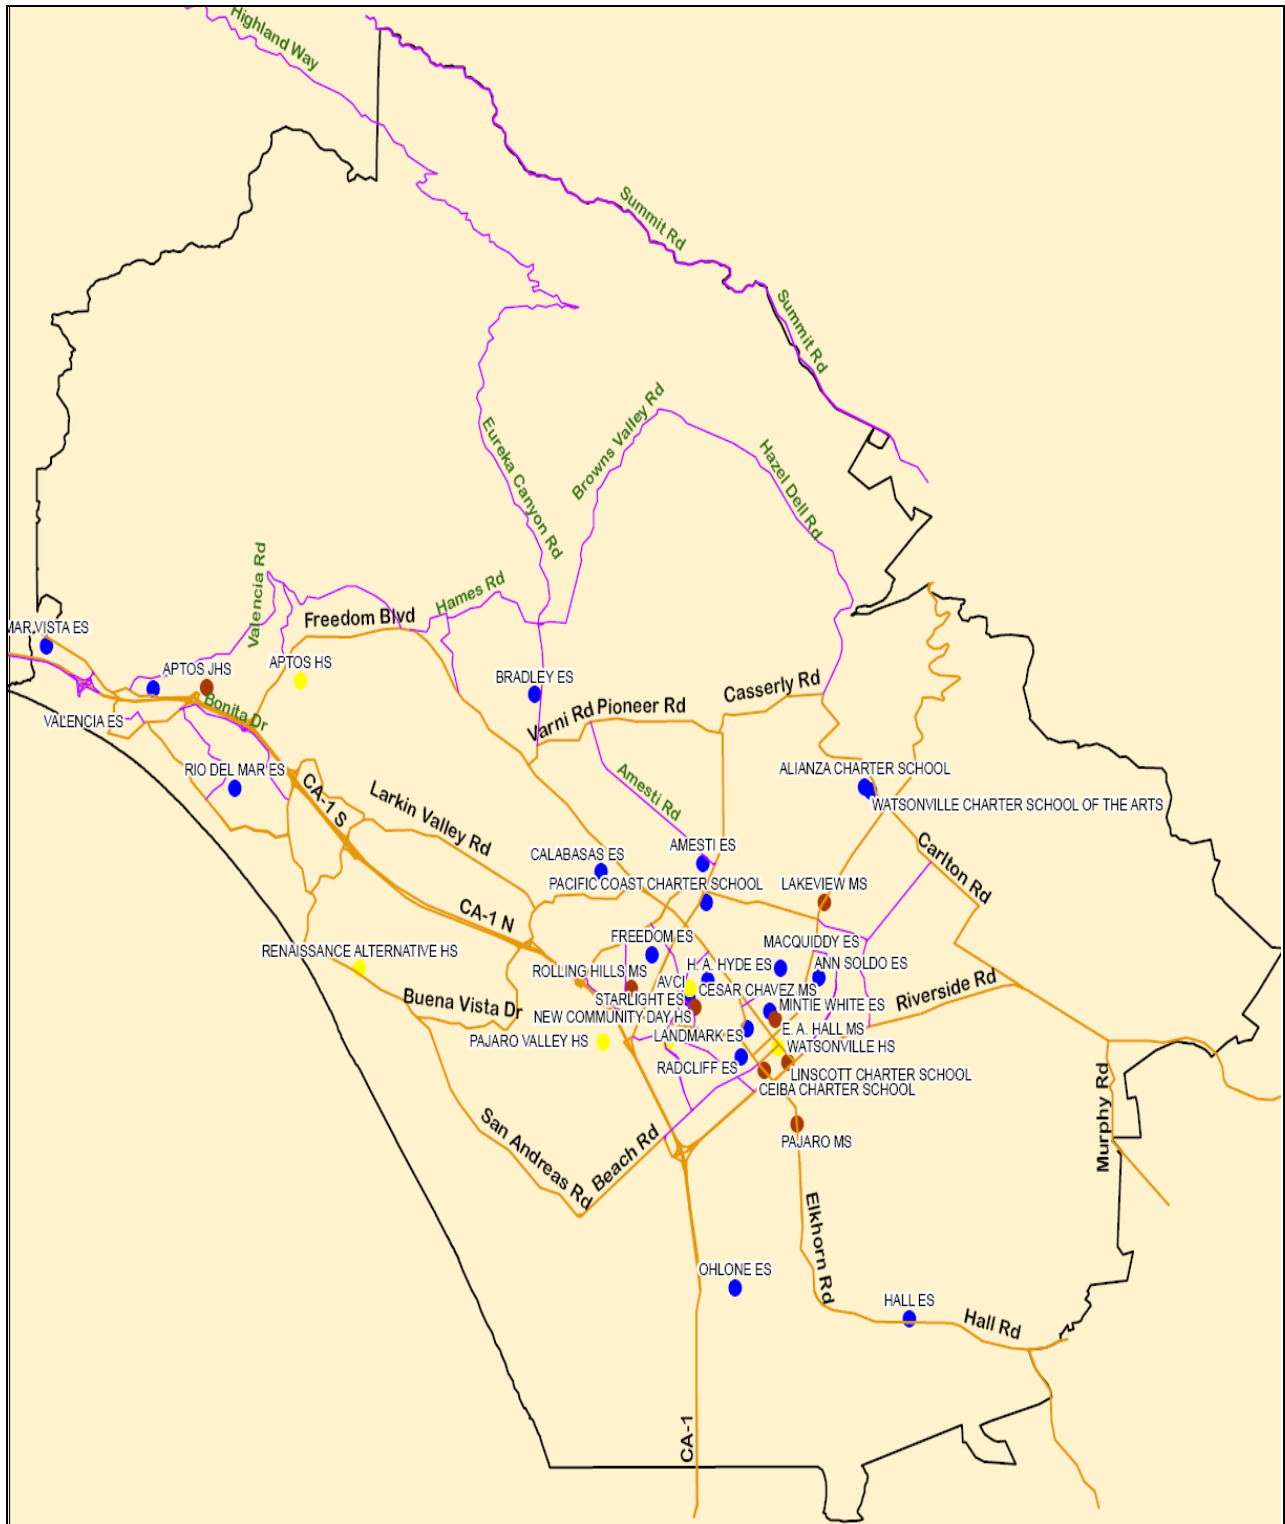 Highland Way
Summit Rd
Summit Rd
Browns Valley Rd
Eureka Canyon Rd
Hazel Dell Rd
Valencia Rd
Hames Rd
Freedom Blvd
MAR VISTA ES
APTOS JHS
APTOS HS
BRADLEY ES
Casserly Rd
Varni Rd
Pioneer Rd
VALENCIA ES
Bonita Dr
RIO DEL MAR ES
CA-1 S
Larkin Valley Rd
Amesti Rd
ALIANZA CHARTER SCHOOL
WATSONVILLE CHARTER SCHOOL OF THE ARTS
CALABASAS ES
AMESTI ES
Carlton Rd
PACIFIC COAST CHARTER SCHOOL
LAKEVIEW MS
CA-1 N
FREEDOM ES
MACQUIDDY ES
RENAISSANCE ALTERNATIVE HS
ROLLING HILLS MS
H. A. HYDE ES
ANN SOLDO ES
AVCI
CESAR CHAVEZ MS
Riverside Rd
Buena Vista Dr
STARLIGHT ES
MINTIE WHITE ES
NEW COMMUNITY DAY HS
E. A. HALL MS
PAJARO VALLEY HS
LANDMARK ES
WATSONVILLE HS
RADCLIFF ES
LINSCOTT CHARTER SCHOOL
CEIBA CHARTER SCHOOL
Murphy Rd
San Andreas Rd
Beach Rd
PAJARO MS
Elkhorn Rd
OHLONE ES
HALL ES
Hall Rd
CA-1